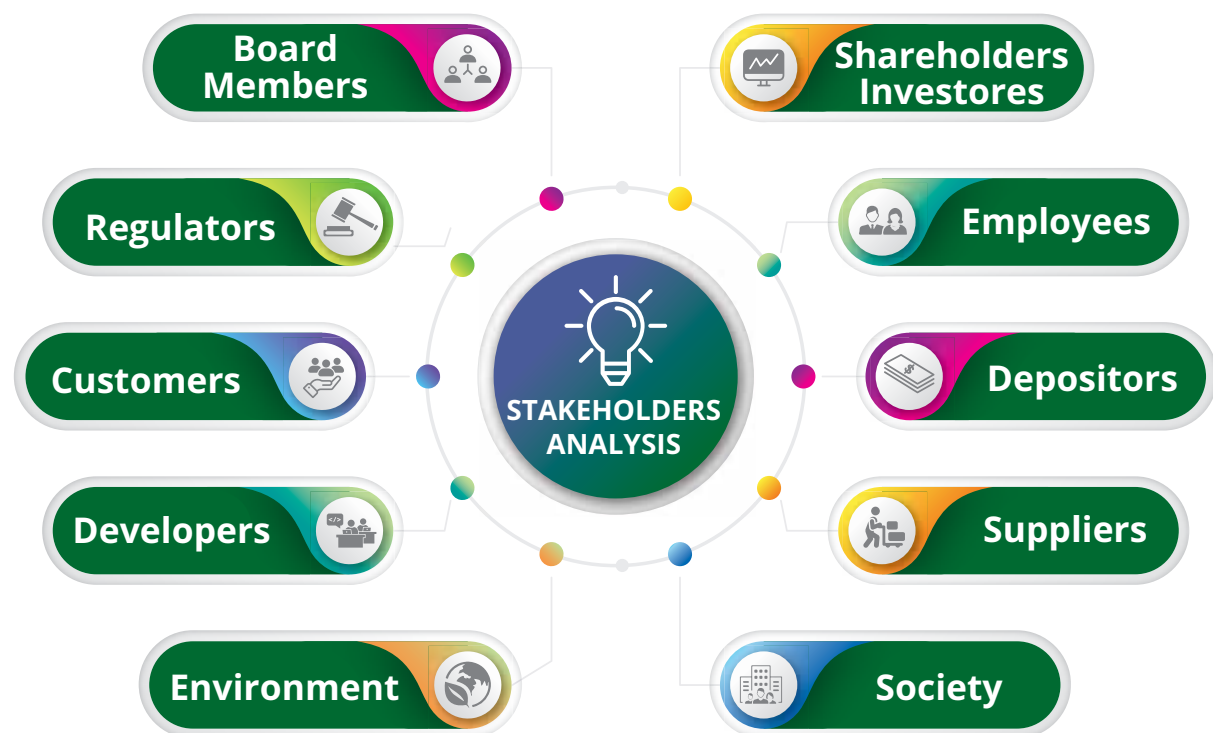 Board
Members
Shareholders
Investores
Regulators
Employees
Customers
Depositors
STAKEHOLDERS
ANALYSIS
Developers
Suppliers
Environment
Society